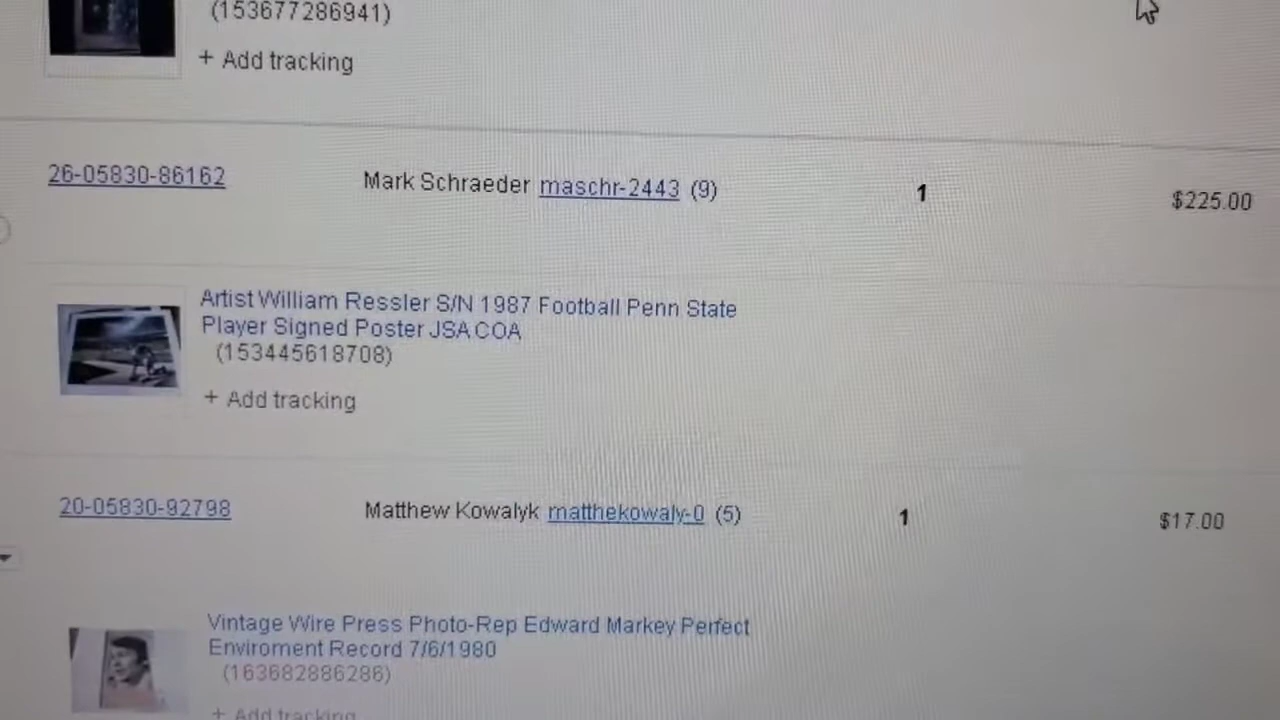 (153677286941)
+ Add tracking
26-05830-86162 Mark Schraeder maschr-2443 (9) 1 $225.00
Artist William Ressler S/N 1987 Football Penn State
Player Signed Poster JSA COA
(153445618708)
+ Add tracking
20-05830-92798 Matthew Kowalyk matthekowaly-0 (5) 1 $17.00
Vintage Wire Press Photo-Rep Edward Markey Perfect
Enviroment Record 7/6/1980
(163682886286)
+ Add tracking